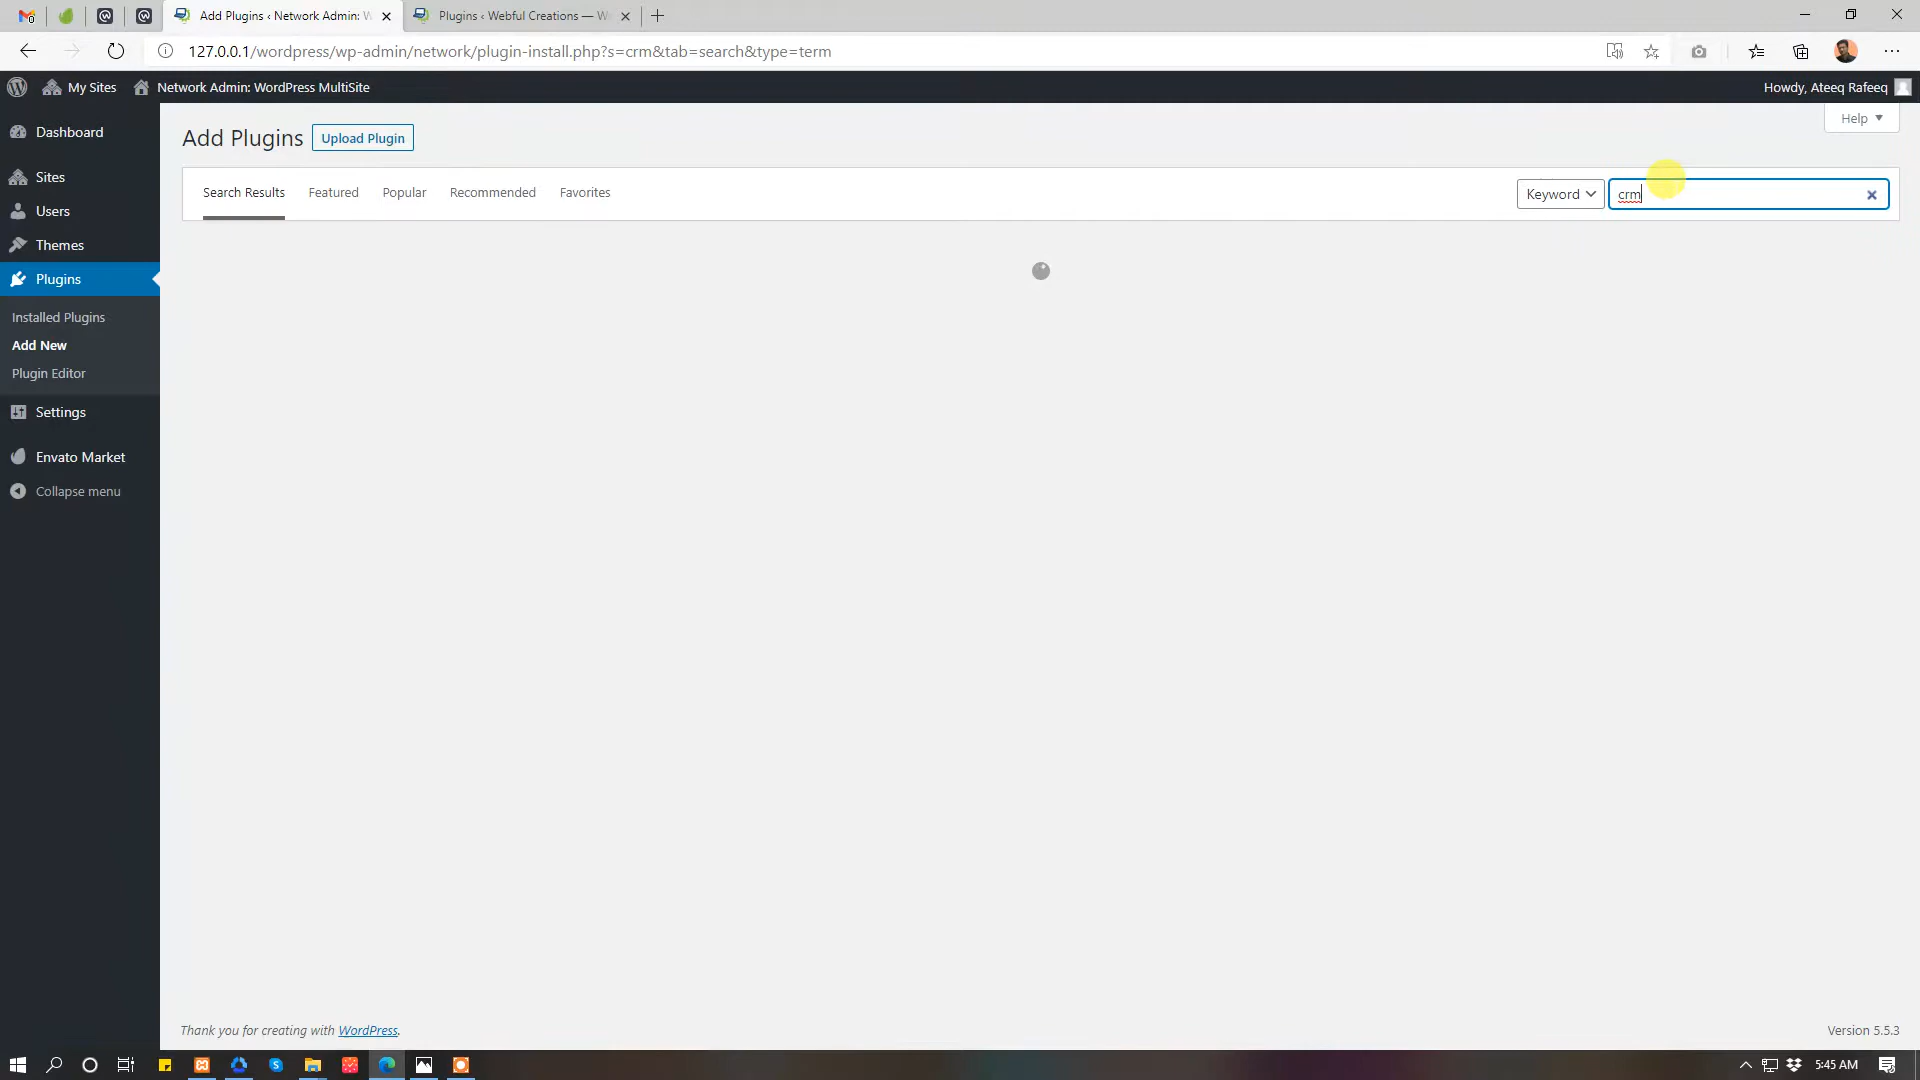 Add Plugins ‹ Network Admin: W
Plugins ‹ Webful Creations — W
127.0.0.1/wordpress/wp-admin/network/plugin-install.php?s=crm&tab=search&type=term
My Sites
Network Admin: WordPress MultiSite
Howdy, Ateeq Rafeeq
Dashboard
Sites
Users
Themes
Plugins
Installed Plugins
Add New
Plugin Editor
Settings
Envato Market
Collapse menu
Help
Add Plugins
Upload Plugin
Search Results
Featured
Popular
Recommended
Favorites
Keyword
crm
Thank you for creating with WordPress.
Version 5.5.3
5:45 AM